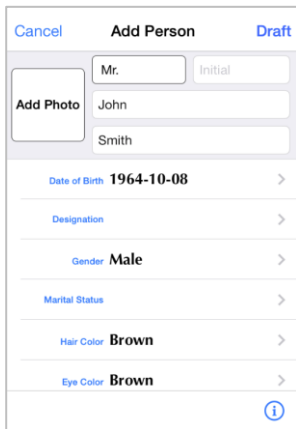 Cancel Add Person Draft
Mr. Initial
Add Photo John
Smith
Date of Birth 1964-10-08
Designation
Gender Male
Marital Status
Hair Color Brown
Eye Color Brown